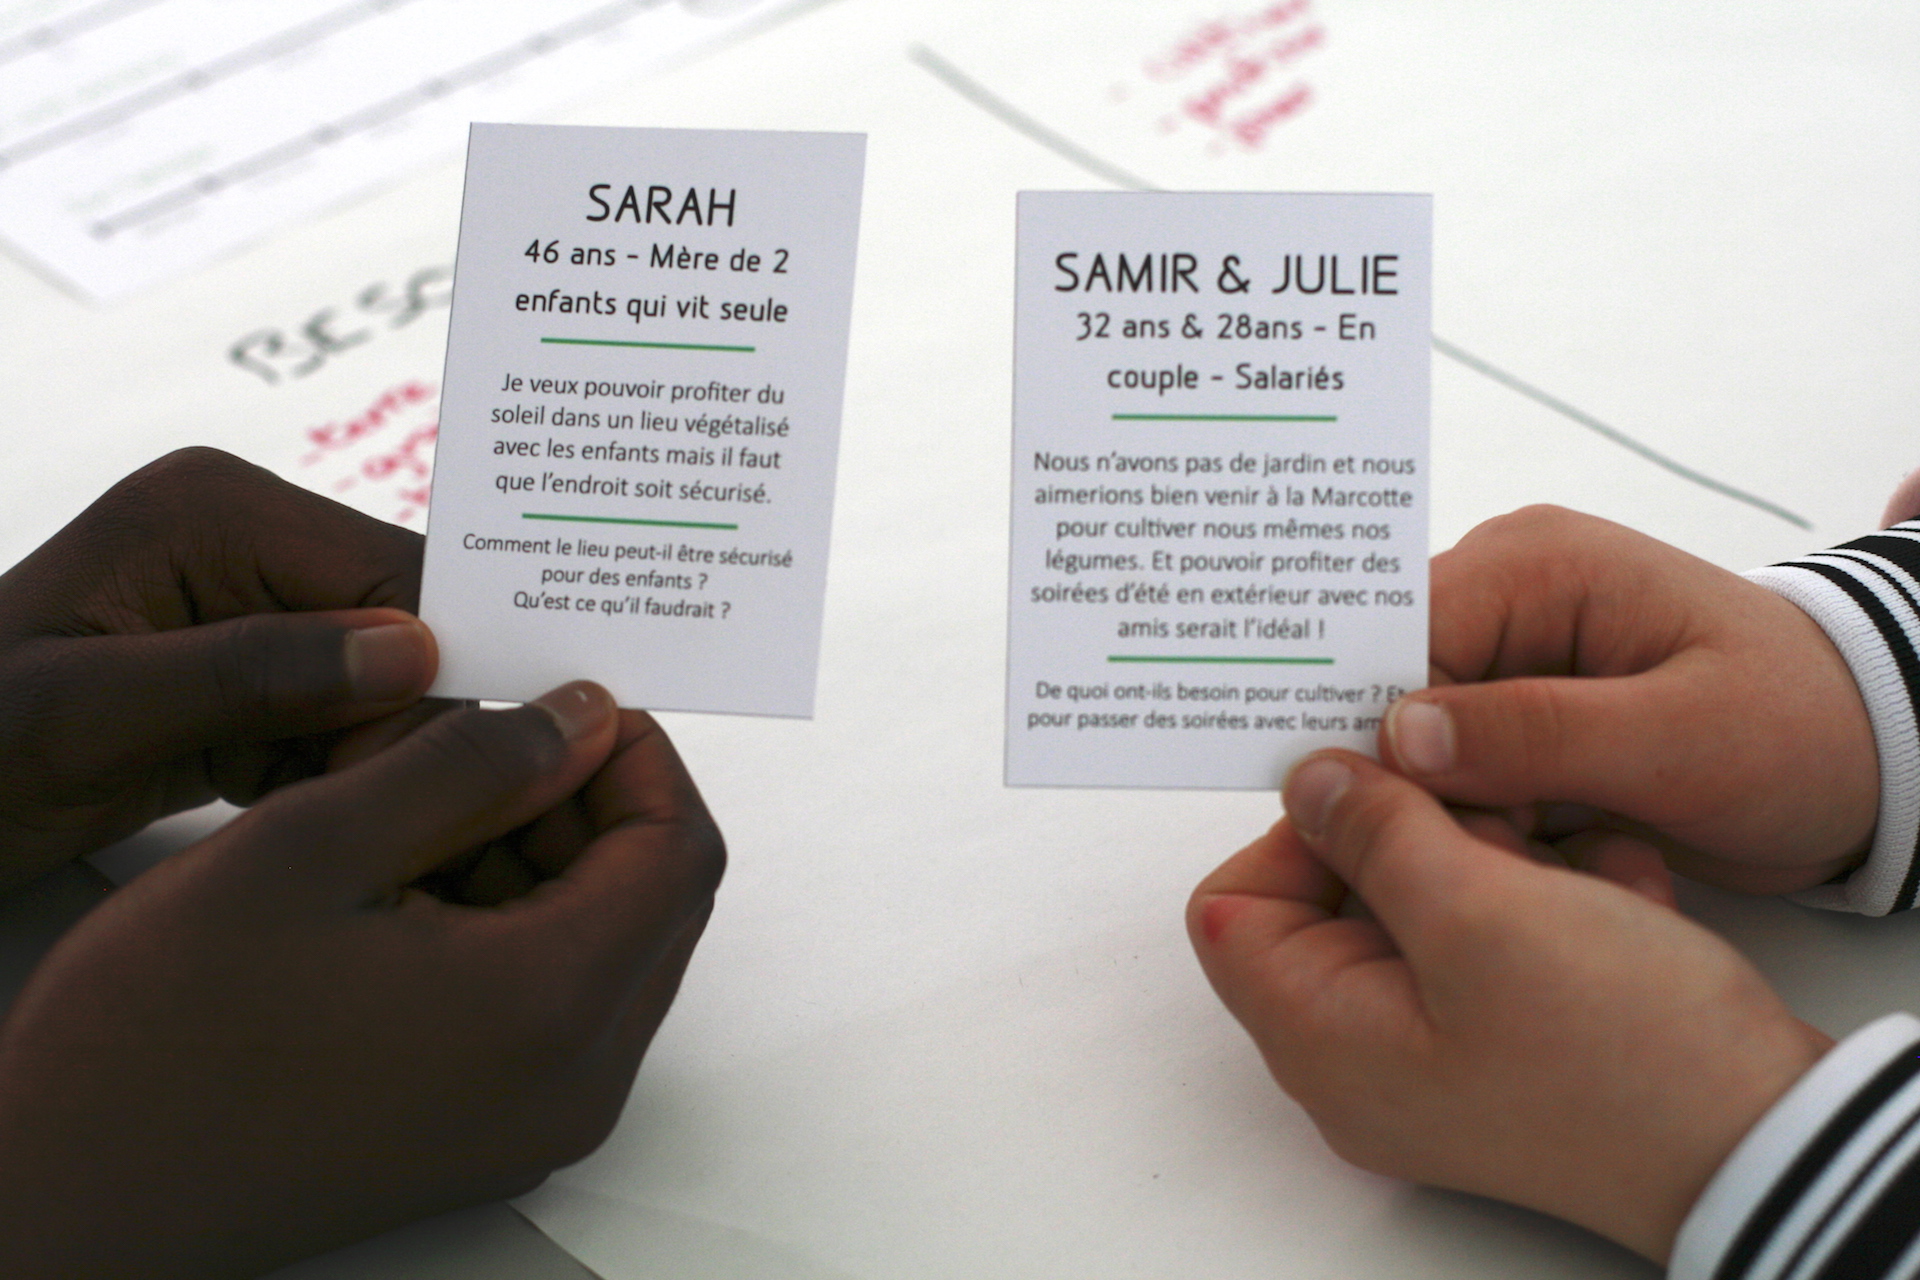 SARAH
46 ans - Mère de 2
enfants qui vit seule
Je veux pouvoir profiter du
soleil dans un lieu végétalisé
avec les enfants mais il faut
que l'endroit soit sécurisé.
Comment le lieu peut-il être sécurisé
pour des enfants ?
Qu'est ce qu'il faudrait ?
SAMIR & JULIE
32 ans & 28ans - En
couple - Salariés
Nous n'avons pas de jardin et nous
aimerions bien venir à la Marcotte
pour cultiver nous mêmes nos
légumes. Et pouvoir profiter des
soirées d'été en extérieur avec nos
amis serait l'idéal !
De quoi ont-ils besoin pour cultiver ? Et
pour passer des soirées avec leurs am
BESO